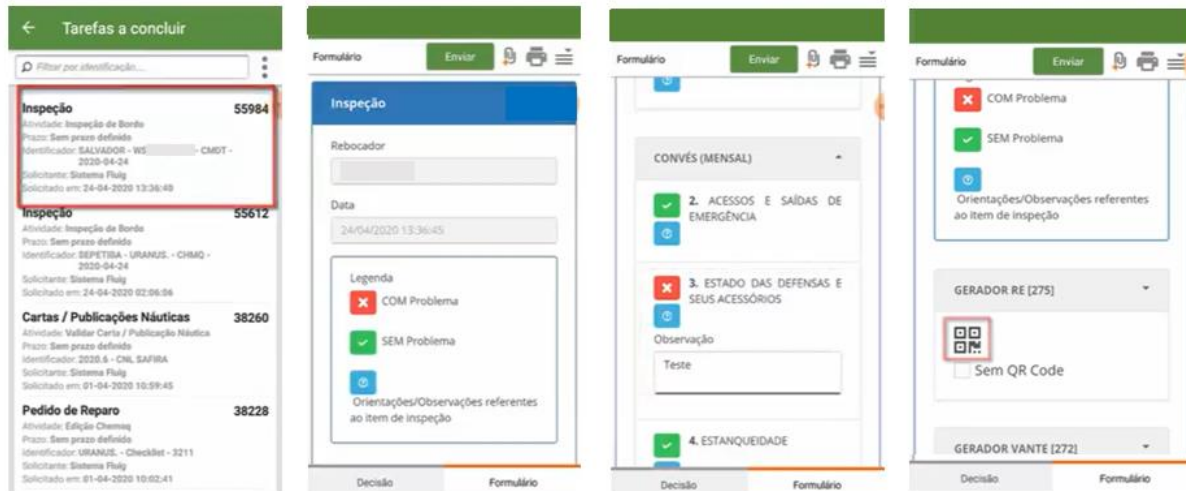 Tarefas a concluir
Filtrar por identificação...
Inspeção 55984
Atividade: Inspeção de Bordo
Prazo: Sem prazo definido
Identificador: SALVADOR - WS - CMDT -
2020-04-24
Solicitante: Sistema Fluig
Solicitado em: 24-04-2020 13:36:49
Inspeção 55612
Atividade: Inspeção de Bordo
Prazo: Sem prazo definido
Identificador: SEPETIBA - URANUS. - CHMQ -
2020-04-24
Solicitante: Sistema Fluig
Solicitado em: 24-04-2020 02:06:06
Cartas / Publicações Náuticas 38260
Atividade: Validar Carta / Publicação Náutica
Prazo: Sem prazo definido
Identificador: 2020.6 - CNL SAFIRA
Solicitante: Sistema Fluig
Solicitado em: 01-04-2020 10:59:45
Pedido de Reparo 38228
Atividade: Edição Chemaq
Prazo: Sem prazo definido
Identificador: URANUS. - Checklist - 3211
Solicitante: Sistema Fluig
Solicitado em: 01-04-2020 10:02:41
Formulário Enviar
Inspeção
Rebocador
Data
24/04/2020 13:36:45
Legenda
COM Problema
SEM Problema
Orientações/Observações referentes
ao item de inspeção
Decisão Formulário
Formulário Enviar
CONVÉS (MENSAL)
2. ACESSOS E SAÍDAS DE
EMERGÊNCIA
3. ESTADO DAS DEFENSAS E
SEUS ACESSÓRIOS
Observação
Teste
4. ESTANQUEIDADE
Decisão Formulário
Formulário Enviar
COM Problema
SEM Problema
Orientações/Observações referentes
ao item de inspeção
GERADOR RE [275]
Sem QR Code
GERADOR VANTE [272]
Decisão Formulário